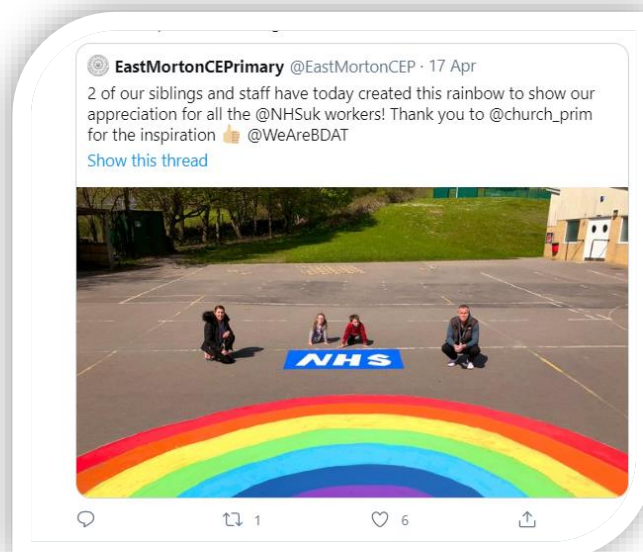 EastMortonCEPrimary @EastMortonCEP · 17 Apr
2 of our siblings and staff have today created this rainbow to show our
appreciation for all the @NHSuk workers! Thank you to @church_prim
for the inspiration 👍🏼 @WeAreBDAT
Show this thread
NHS
1
6